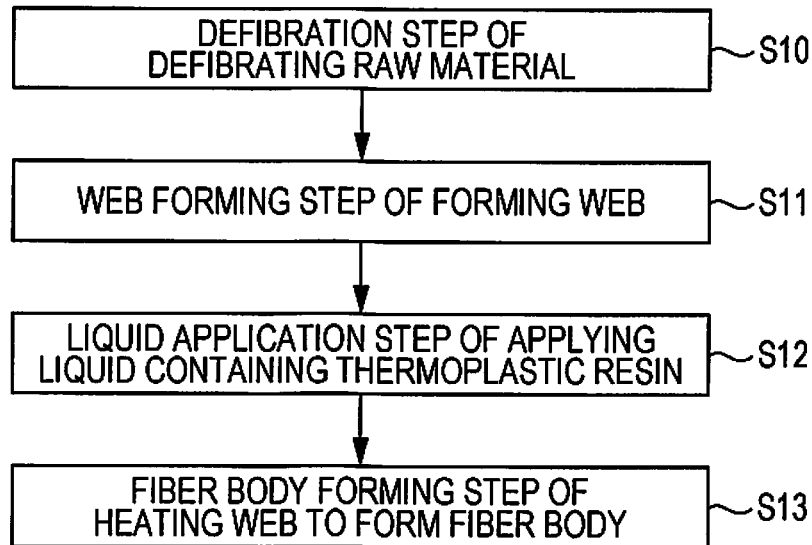 DEFIBRATION STEP OF
DEFIBRATING RAW MATERIAL
S10
WEB FORMING STEP OF FORMING WEB
S11
LIQUID APPLICATION STEP OF APPLYING
LIQUID CONTAINING THERMOPLASTIC RESIN
S12
FIBER BODY FORMING STEP OF
HEATING WEB TO FORM FIBER BODY
S13